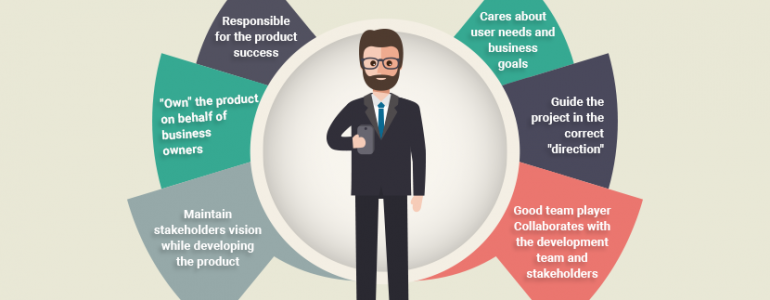 Responsible
for the product
success
"Own" the product
on behalf of
business
owners
Maintain
stakeholders vision
while developing
the product
Cares about
user needs and
business
goals
Guide the
project in the
correct
"direction"
Good team player
Collaborates with
the development
team and
stakeholders